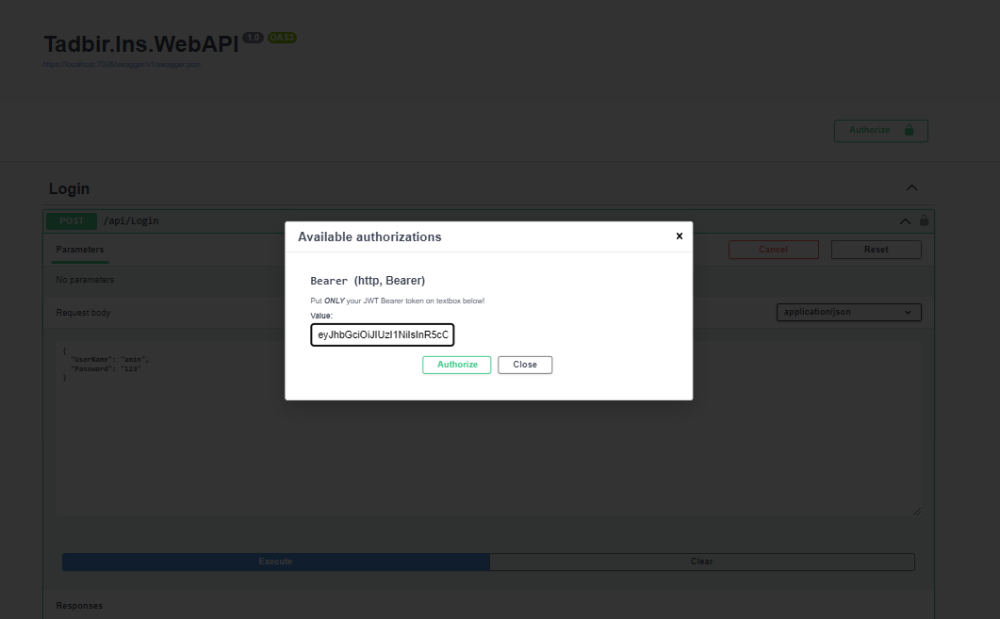 Tadbir.Ins.WebAPI 1.0 OAS3
https://localhost:7026/swagger/v1/swagger.json
Authorize
Login
POST /api/Login
Parameters
Cancel
Reset
No parameters
Request body
application/json
{
"UserName": "amin",
"Password": "123"
}
Available authorizations
Bearer (http, Bearer)
Put ONLY your JWT Bearer token on textbox below!
Value:
eyJhbGciOiJIUzI1NiIsInR5cC
Authorize
Close
Execute
Clear
Responses